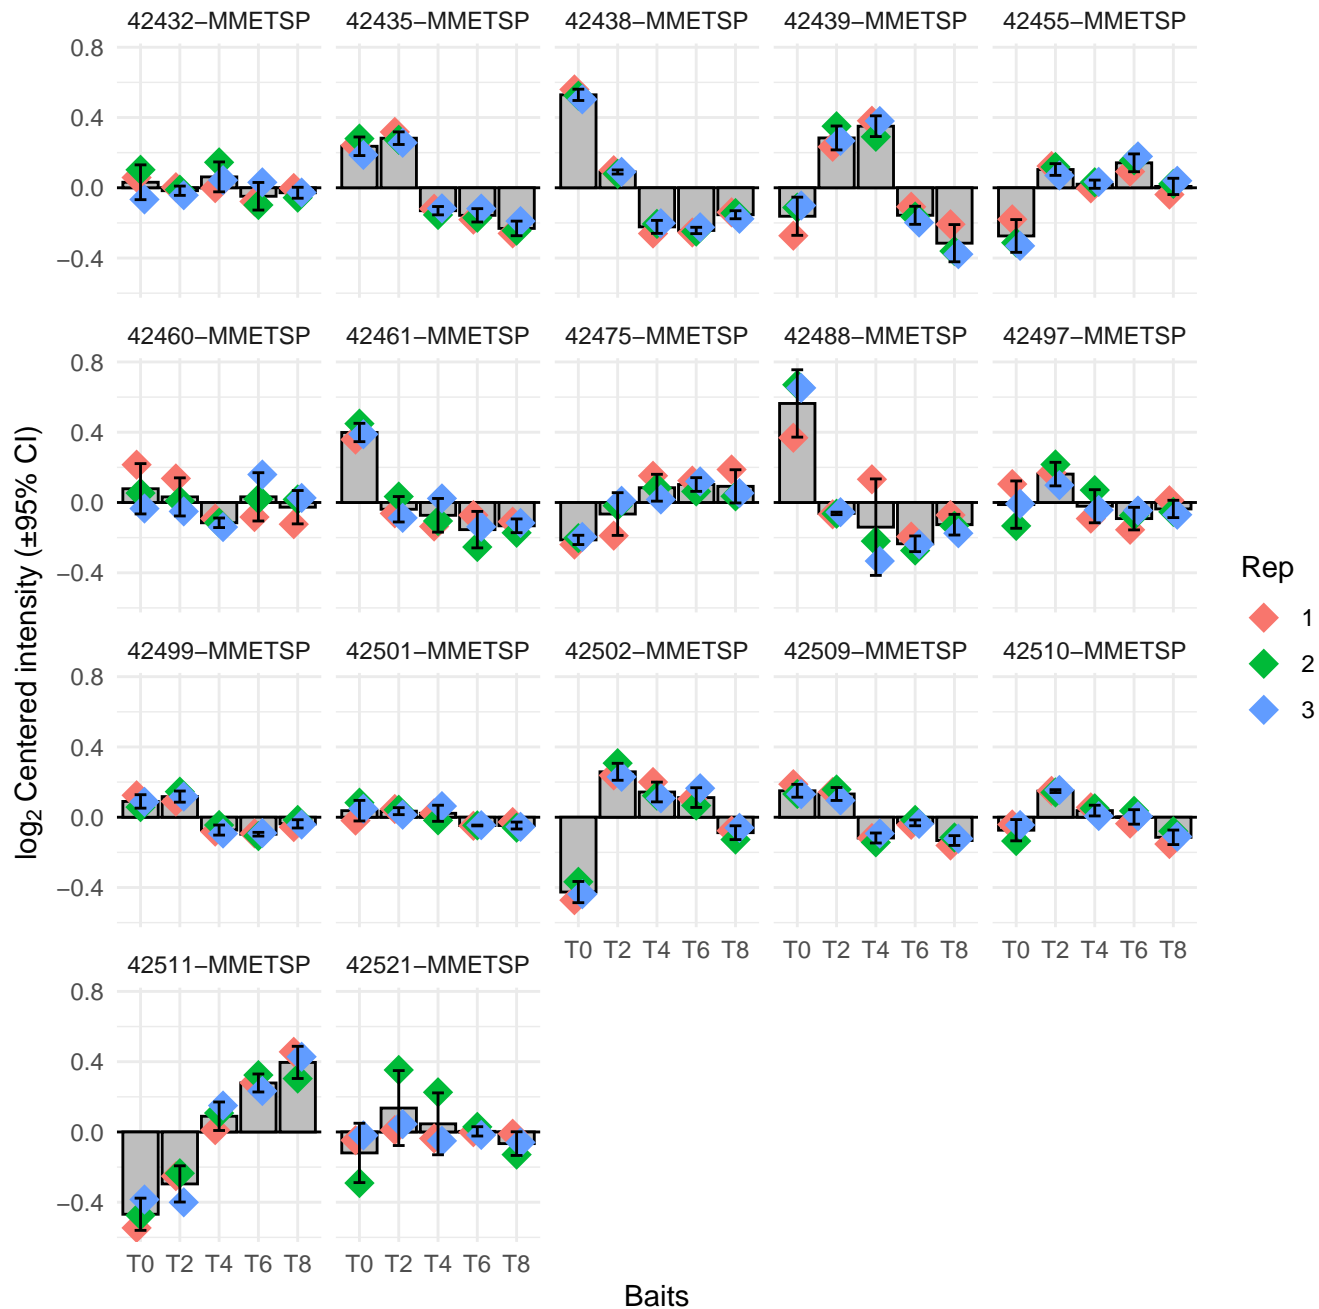 42432−MMETSP 42435−MMETSP 42438−MMETSP 42439−MMETSP 42455−MMETSP
0.8
0.4
0.0
−0.4
42460−MMETSP 42461−MMETSP 42475−MMETSP 42488−MMETSP 42497−MMETSP
0.8
0.4
0.0
−0.4
42499−MMETSP 42501−MMETSP 42502−MMETSP 42509−MMETSP 42510−MMETSP
0.8
0.4
0.0
−0.4
T0 T2 T4 T6 T8 T0 T2 T4 T6 T8 T0 T2 T4 T6 T8
42511−MMETSP 42521−MMETSP
0.8
0.4
0.0
−0.4
T0 T2 T4 T6 T8 T0 T2 T4 T6 T8
Baits
log₂ Centered intensity (±95% CI)
Rep
1
2
3